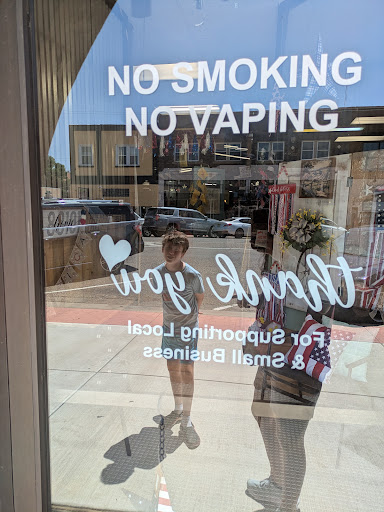 NO SMOKING
NO VAPING
thank you
For Supporting Local
& Small Business